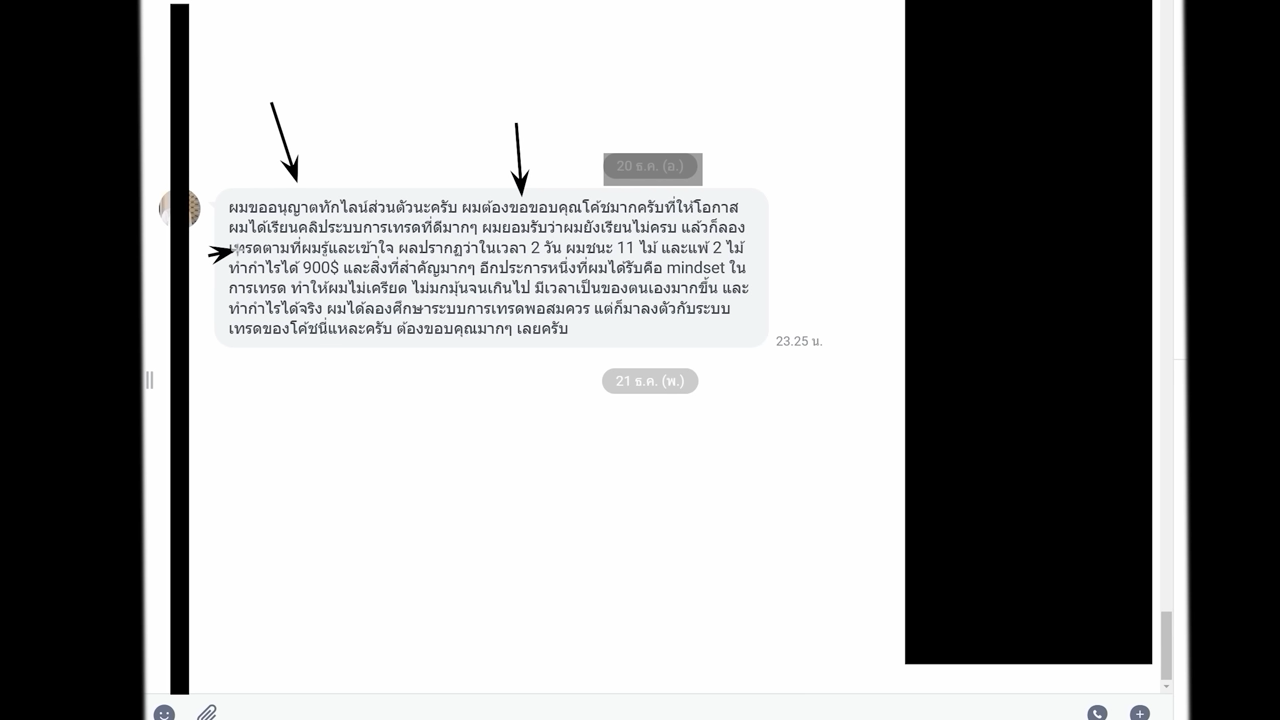 20 ธ.ค. (อ.)
ผมขออนุญาตทักไลน์ส่วนตัวนะครับ ผมต้องขอขอบคุณโค้ชมากครับที่ให้โอกาส
ผมได้เรียนคลิประบบการเทรดที่ดีมากๆ ผมยอมรับว่าผมยังเรียนไม่ครบ แล้วก็ลอง
เทรดตามที่ผมรู้และเข้าใจ ผลปรากฏว่าในเวลา 2 วัน ผมชนะ 11 ไม้ และแพ้ 2 ไม้
ทำกำไรได้ 900$ และสิ่งที่สำคัญมากๆ อีกประการหนึ่งที่ผมได้รับคือ mindset ใน
การเทรด ทำให้ผมไม่เครียด ไม่มกมุ้นจนเกินไป มีเวลาเป็นของตนเองมากขึ้น และ
ทำกำไรได้จริง ผมได้ลองศึกษาระบบการเทรดพอสมควร แต่ก็มาลงตัวกับระบบ
เทรดของโค้ชนี่แหละครับ ต้องขอบคุณมากๆ เลยครับ
23.25 น.
21 ธ.ค. (พ.)